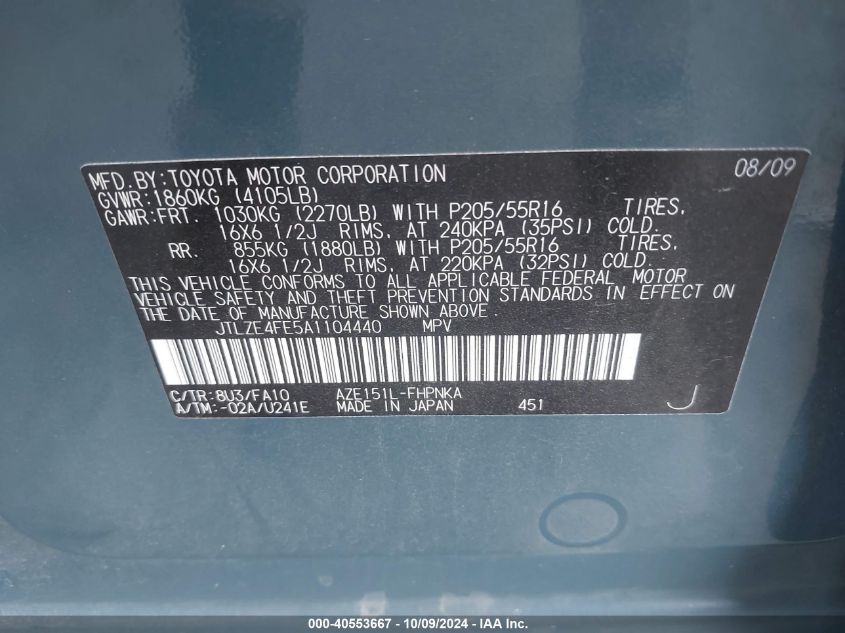 MFD.BY:TOYOTA MOTOR CORPORATION 08/09
GVWR:1860KG (4105LB)
GAWR:FRT. 1030KG (2270LB) WITH P205/55R16 TIRES,
16X6 1/2J RIMS, AT 240KPA (35PSI) COLD.
RR. 855KG (1880LB) WITH P205/55R16 TIRES,
16X6 1/2J RIMS, AT 220KPA (32PSI) COLD.
THIS VEHICLE CONFORMS TO ALL APPLICABLE FEDERAL MOTOR
VEHICLE SAFETY AND THEFT PREVENTION STANDARDS IN EFFECT ON
THE DATE OF MANUFACTURE SHOWN ABOVE.
JTLZE4FE5A1104440 MPV
C/TR:8U3/FA10 AZE151L-FHPNKA
A/TM:-02A/U241E MADE IN JAPAN 451 J
000-40553667 - 10/09/2024 - IAA Inc.